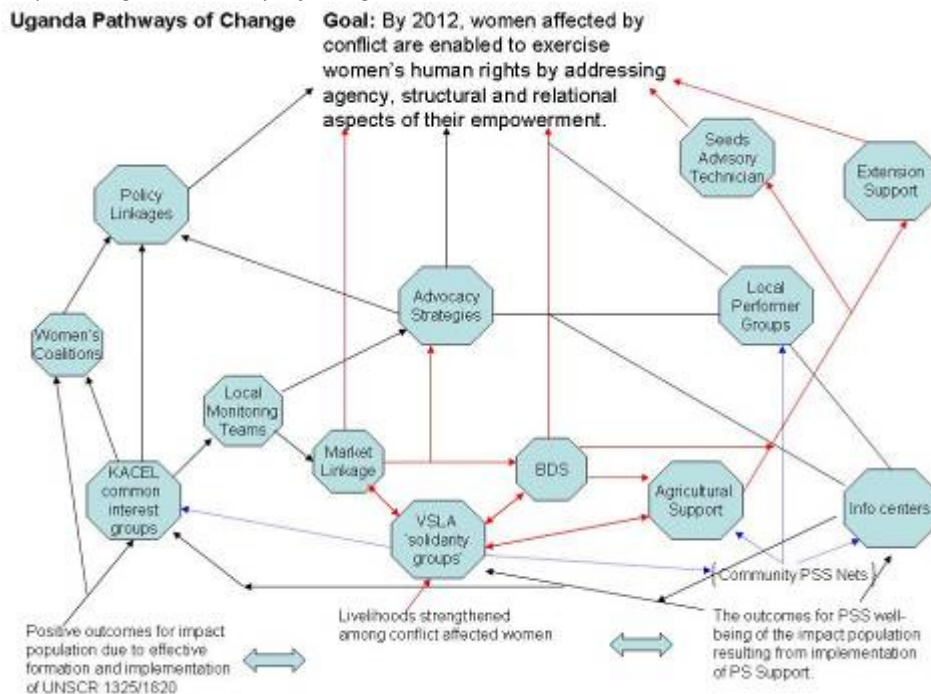 Uganda Pathways of Change
Goal: By 2012, women affected by
conflict are enabled to exercise
women's human rights by addressing
agency, structural and relational
aspects of their empowerment.
Seeds
Advisory
Technician
Extension
Support
Policy
Linkages
Advocacy
Strategies
Local
Performer
Groups
Women's
Coalitions
Local
Monitoring
Teams
Market
Linkage
BDS
KACEL
common
interest
groups
VSLA
'solidarity
groups'
Agricultural
Support
Info centers
{Community PSS Nets}
Positive outcomes for impact
population due to effective
formation and implementation
of UNSCR 1325/1820
Livelihoods strengthened
among conflict affected women
The outcomes for PSS well-
being of the impact population
resulting from implementation
of PS Support.